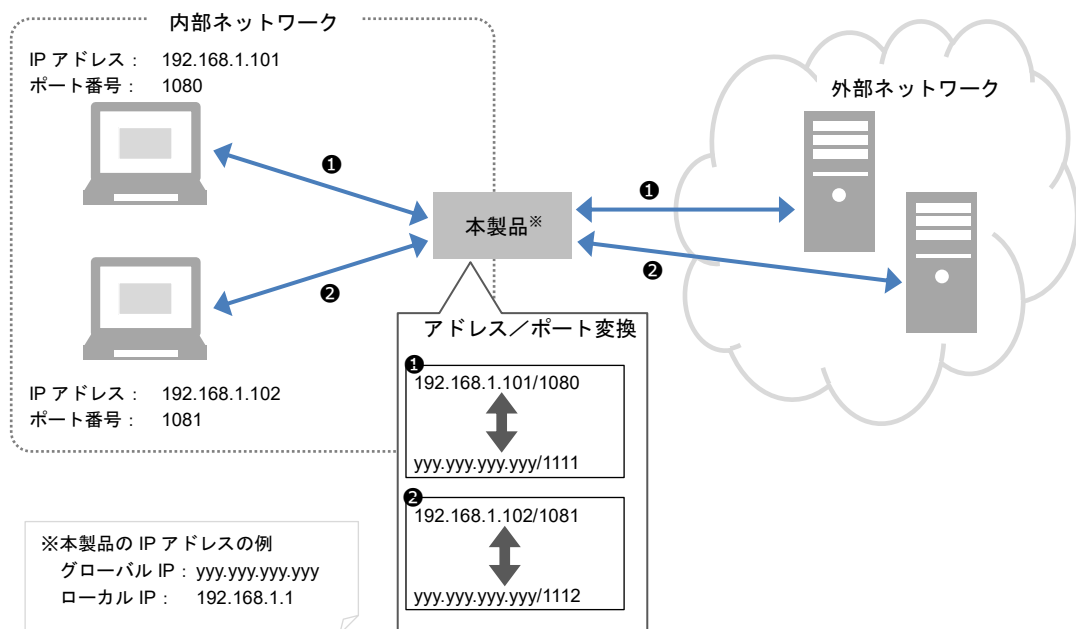 内部ネットワーク
IP アドレス： 192.168.1.101
ポート番号： 1080
外部ネットワーク
❶
❶
本製品※
❷
❷
IP アドレス： 192.168.1.102
ポート番号： 1081
アドレス／ポート変換
❶
192.168.1.101/1080
yyy.yyy.yyy.yyy/1111
❷
192.168.1.102/1081
yyy.yyy.yyy.yyy/1112
※本製品の IP アドレスの例
グローバル IP： yyy.yyy.yyy.yyy
ローカル IP： 192.168.1.1